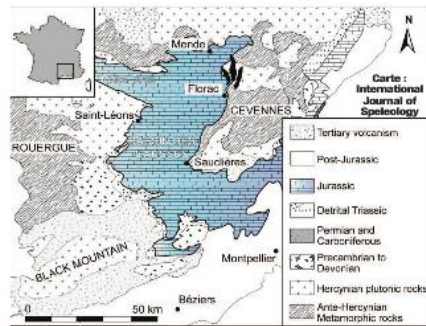 N
Mende
Carte :
International
Journal of
Speleology
Florac
CEVENNES
Saint-Léons
ROUERGUE
Sauclières
BLACK MOUNTAIN
Montpellier
Béziers
0 50 km
Tertiary volcanism
Post-Jurassic
Jurassic
Detrital Triassic
Permian and
Carboniferous
Precambrian to
Devonian
Hercynian plutonic rocks
Ante-Hercynian
Metamorphic rocks